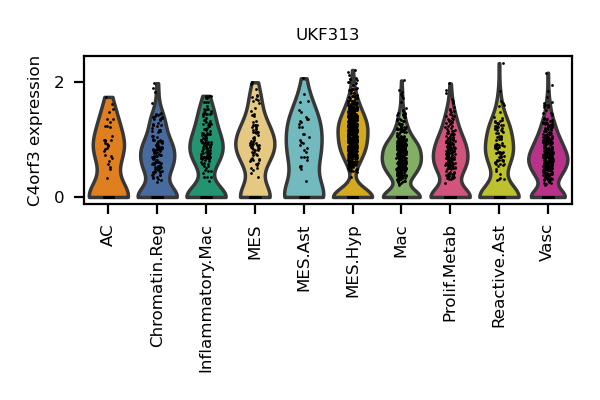 UKF313
C4orf3 expression
2
0
AC
Chromatin.Reg
Inflammatory.Mac
MES
MES.Ast
MES.Hyp
Mac
Prolif.Metab
Reactive.Ast
Vasc